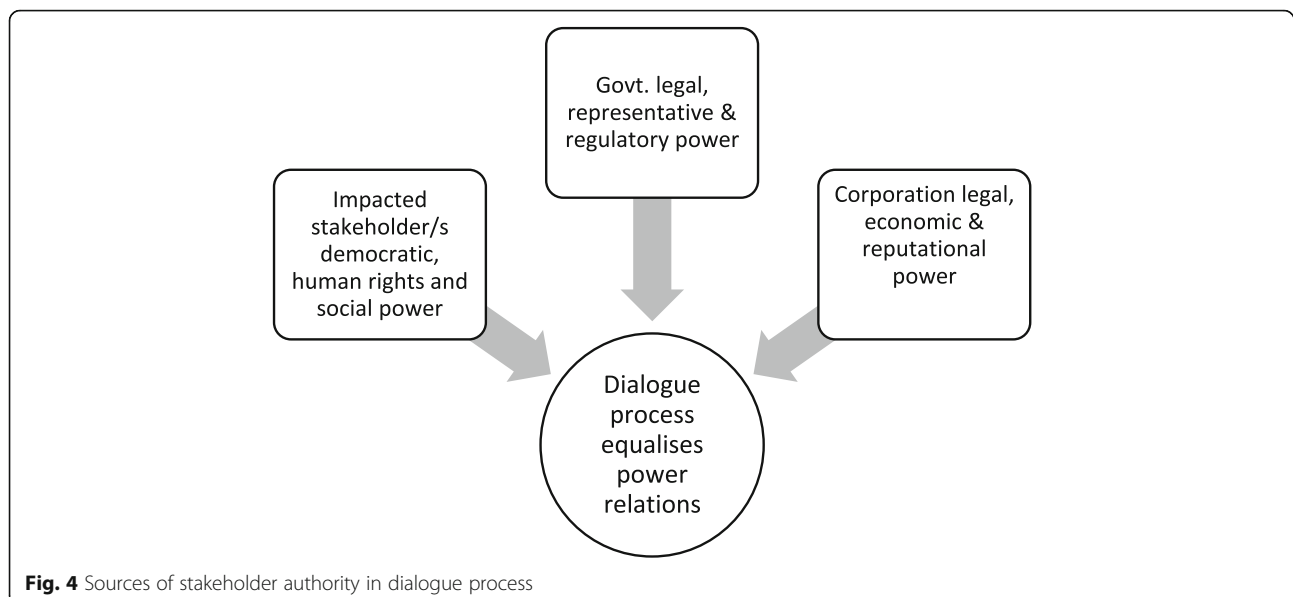 Govt. legal,
representative &
regulatory power
Impacted
stakeholder/s
democratic,
human rights and
social power
Corporation legal,
economic &
reputational
power
Dialogue
process
equalises
power
relations
Fig. 4 Sources of stakeholder authority in dialogue process